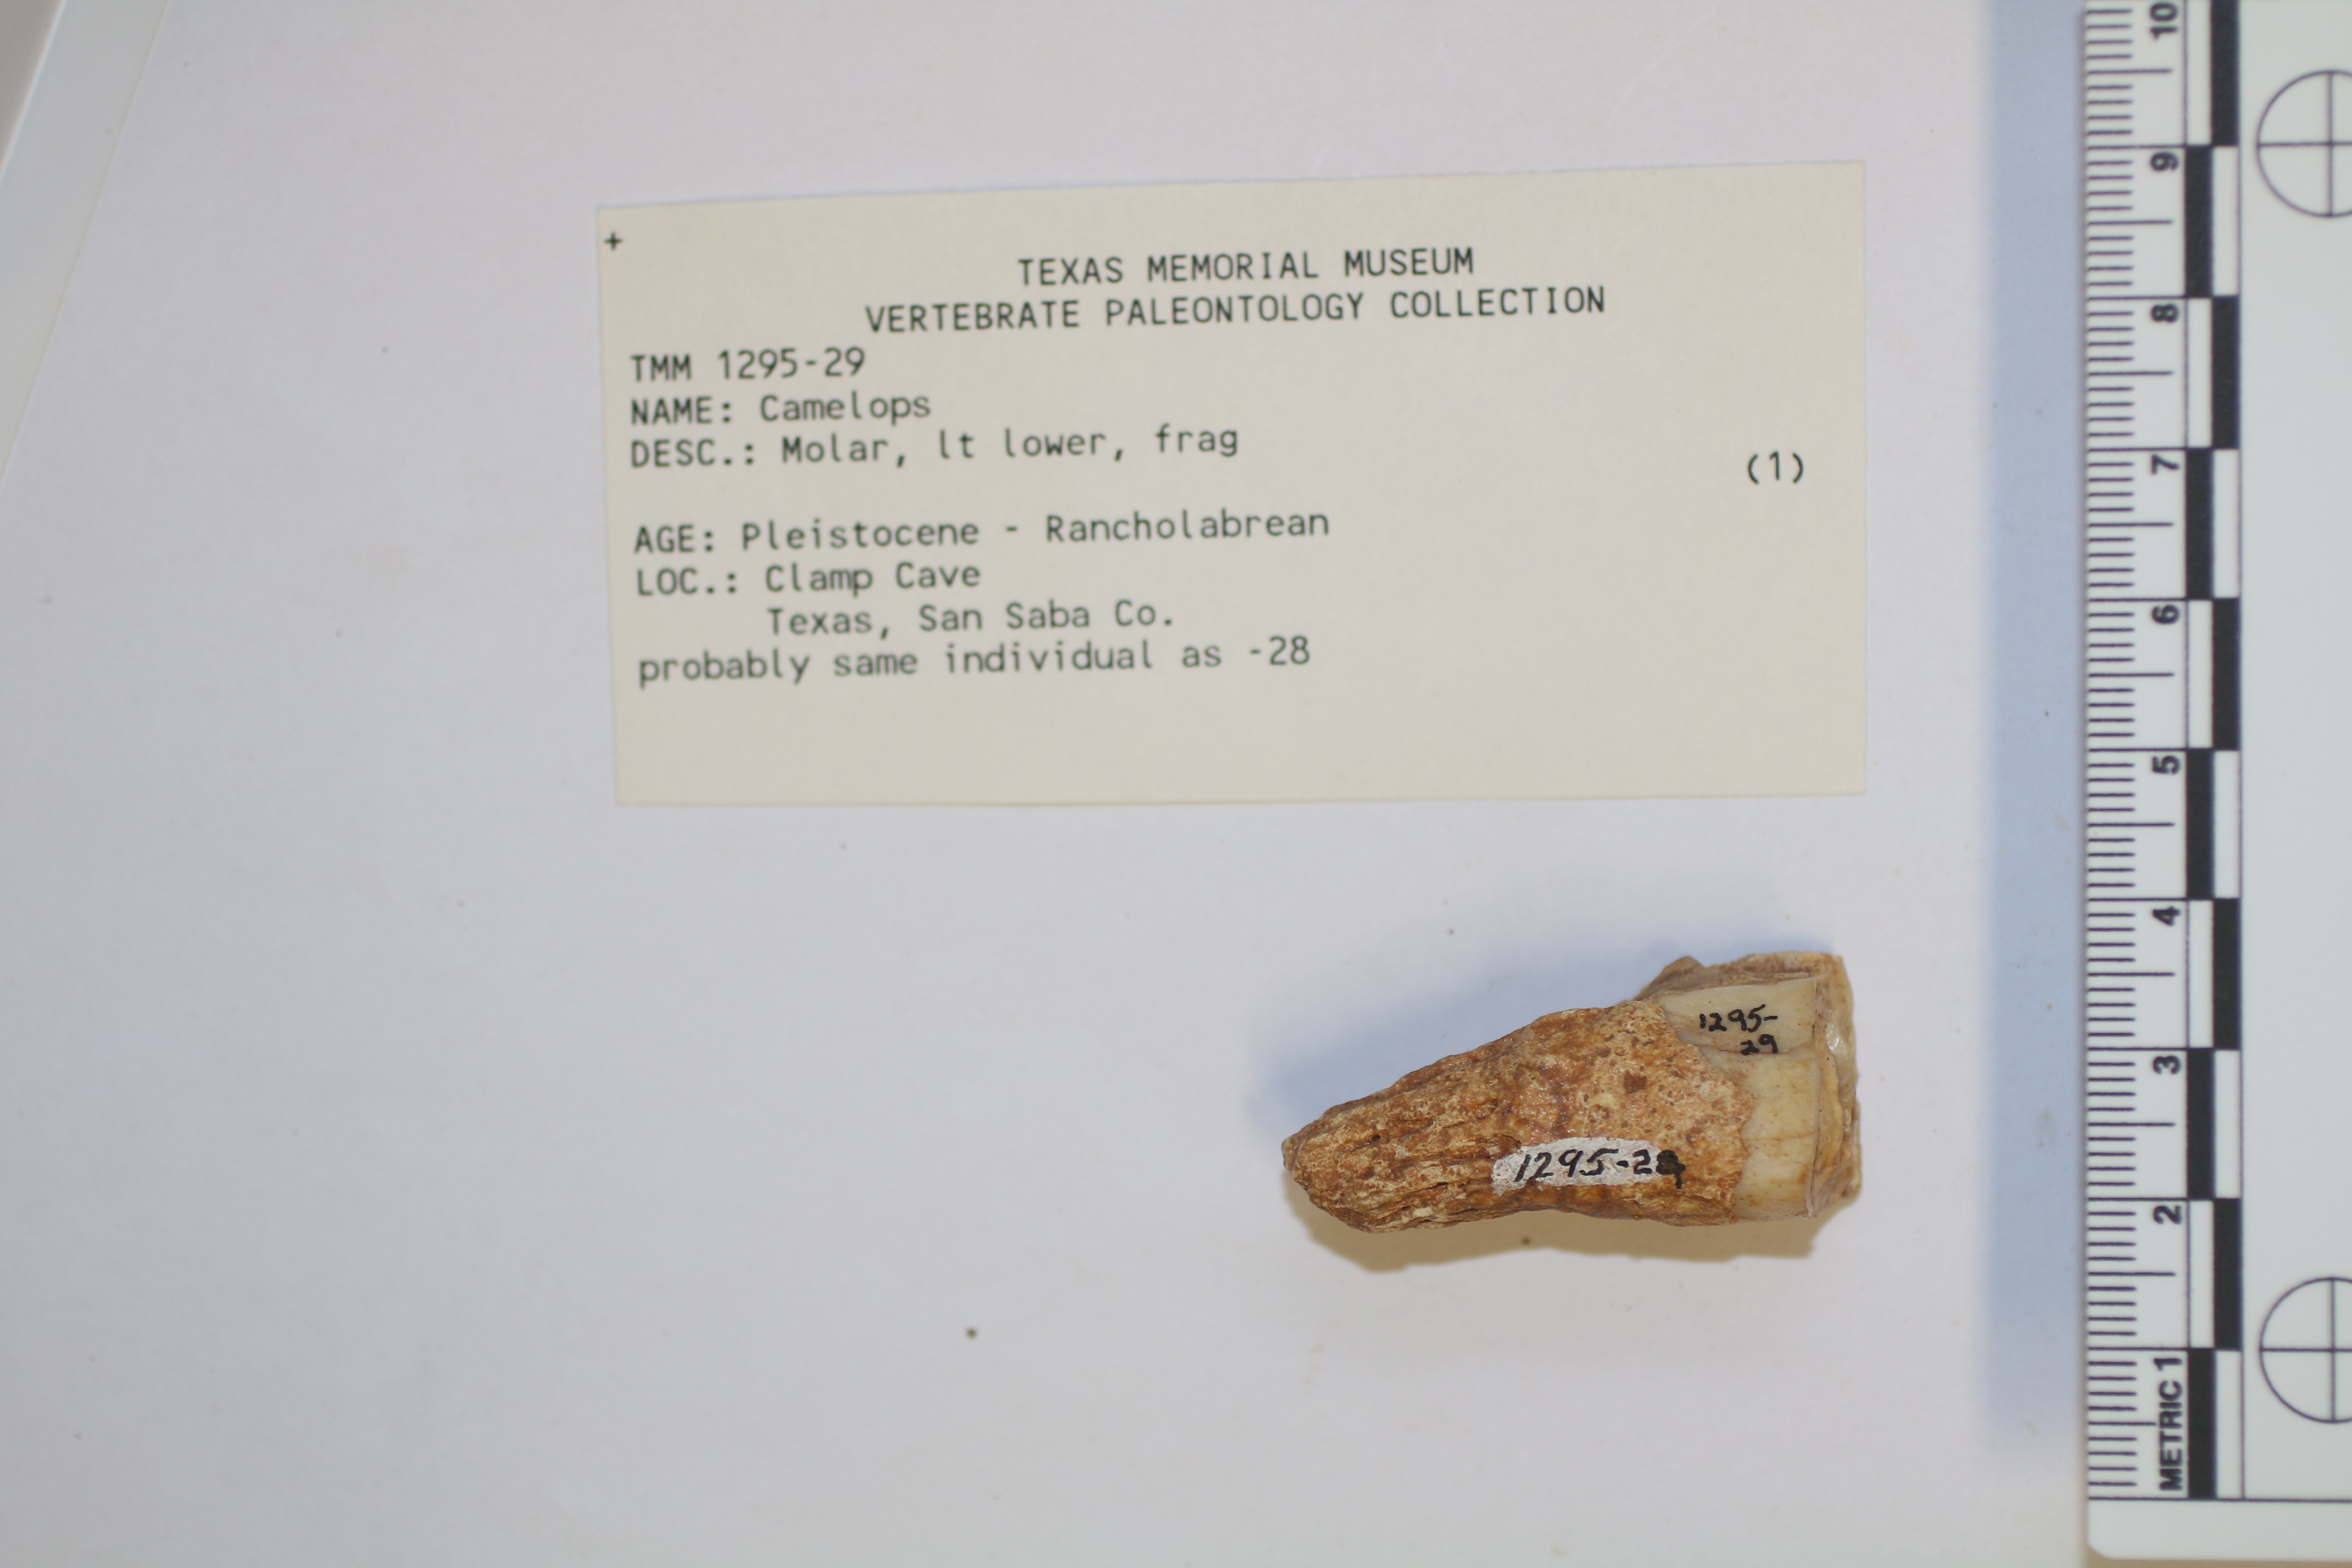 +
TEXAS MEMORIAL MUSEUM
VERTEBRATE PALEONTOLOGY COLLECTION
TMM 1295-29
NAME: Camelops
DESC.: Molar, lt lower, frag
(1)
AGE: Pleistocene - Rancholabrean
LOC.: Clamp Cave
Texas, San Saba Co.
probably same individual as -28
1295-
29
1295-29
10
9
8
7
6
5
4
3
2
METRIC 1